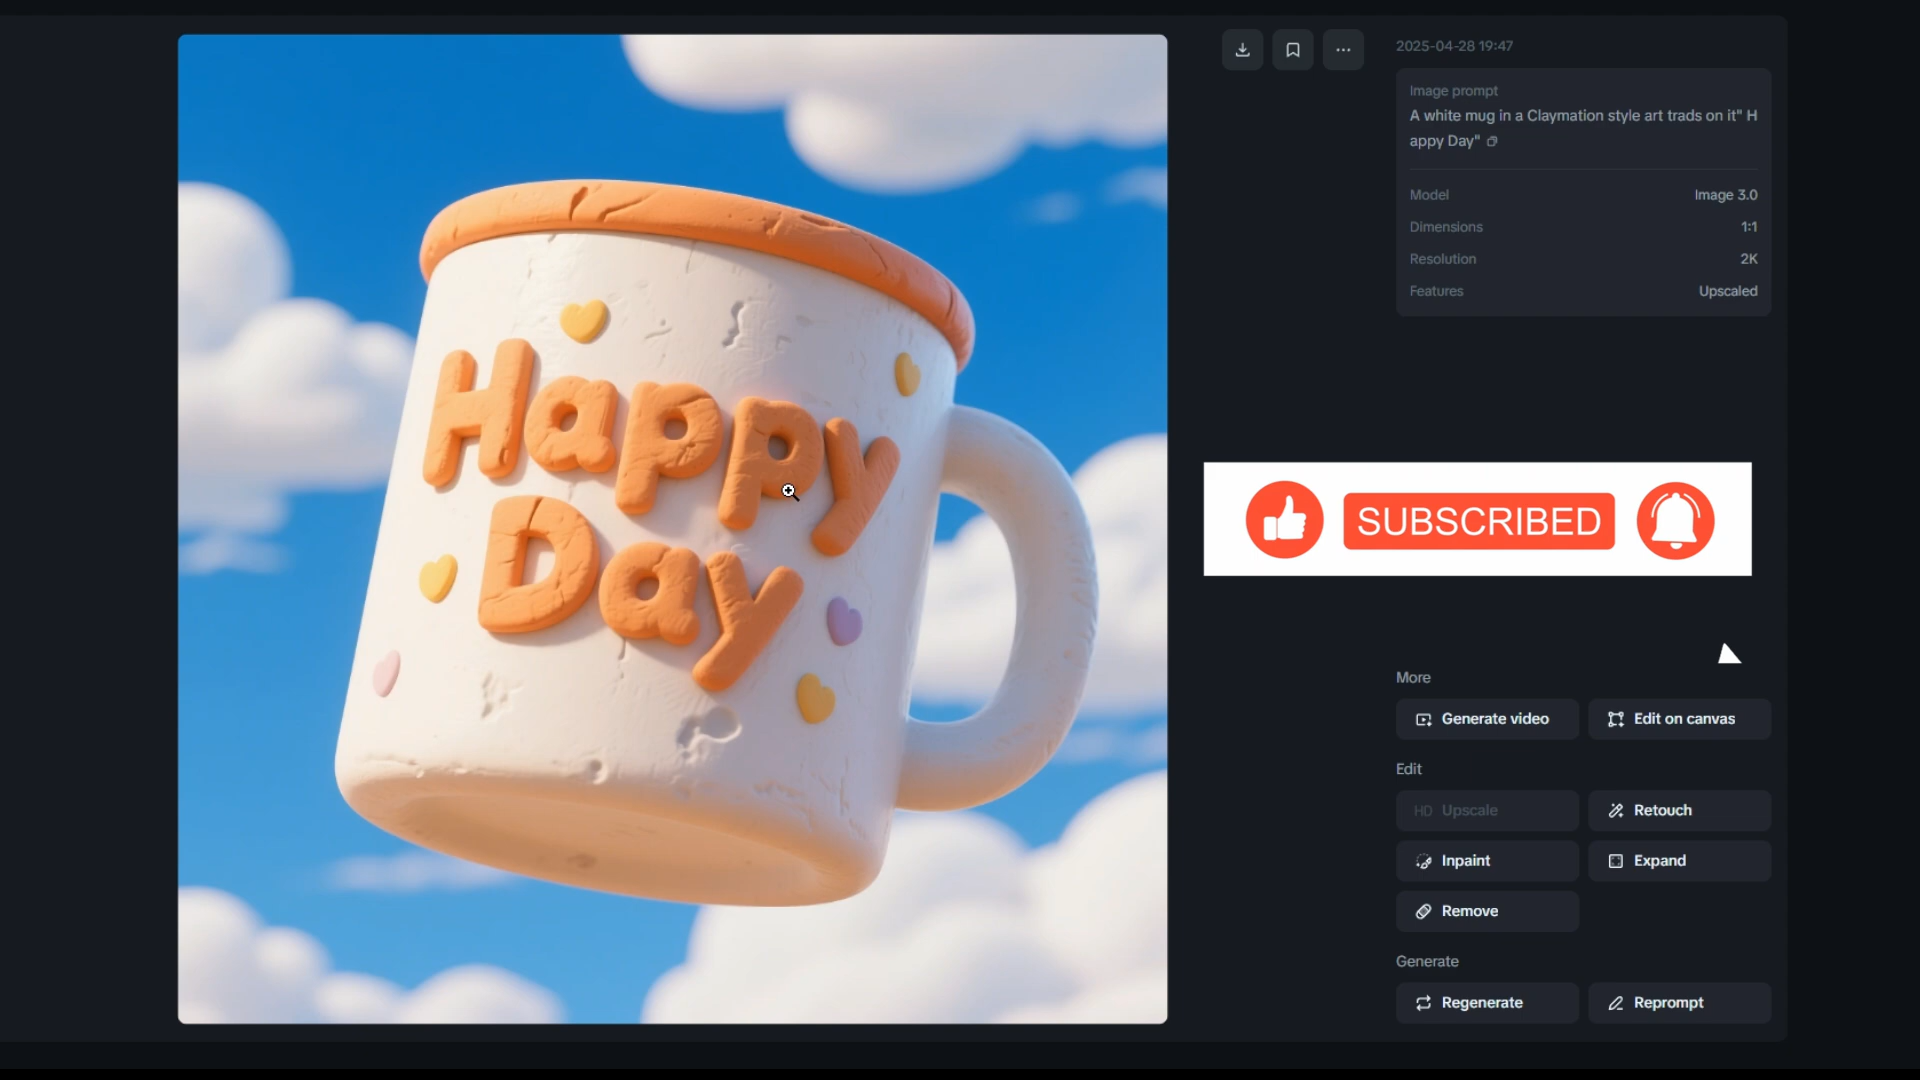 Happy
Day
2025-04-28 19:47
Image prompt
A white mug in a Claymation style art trads on it" H
appy Day"
Model Image 3.0
Dimensions 1:1
Resolution 2K
Features Upscaled
SUBSCRIBED
More
Generate video Edit on canvas
Edit
HD Upscale Retouch
Inpaint Expand
Remove
Generate
Regenerate Reprompt